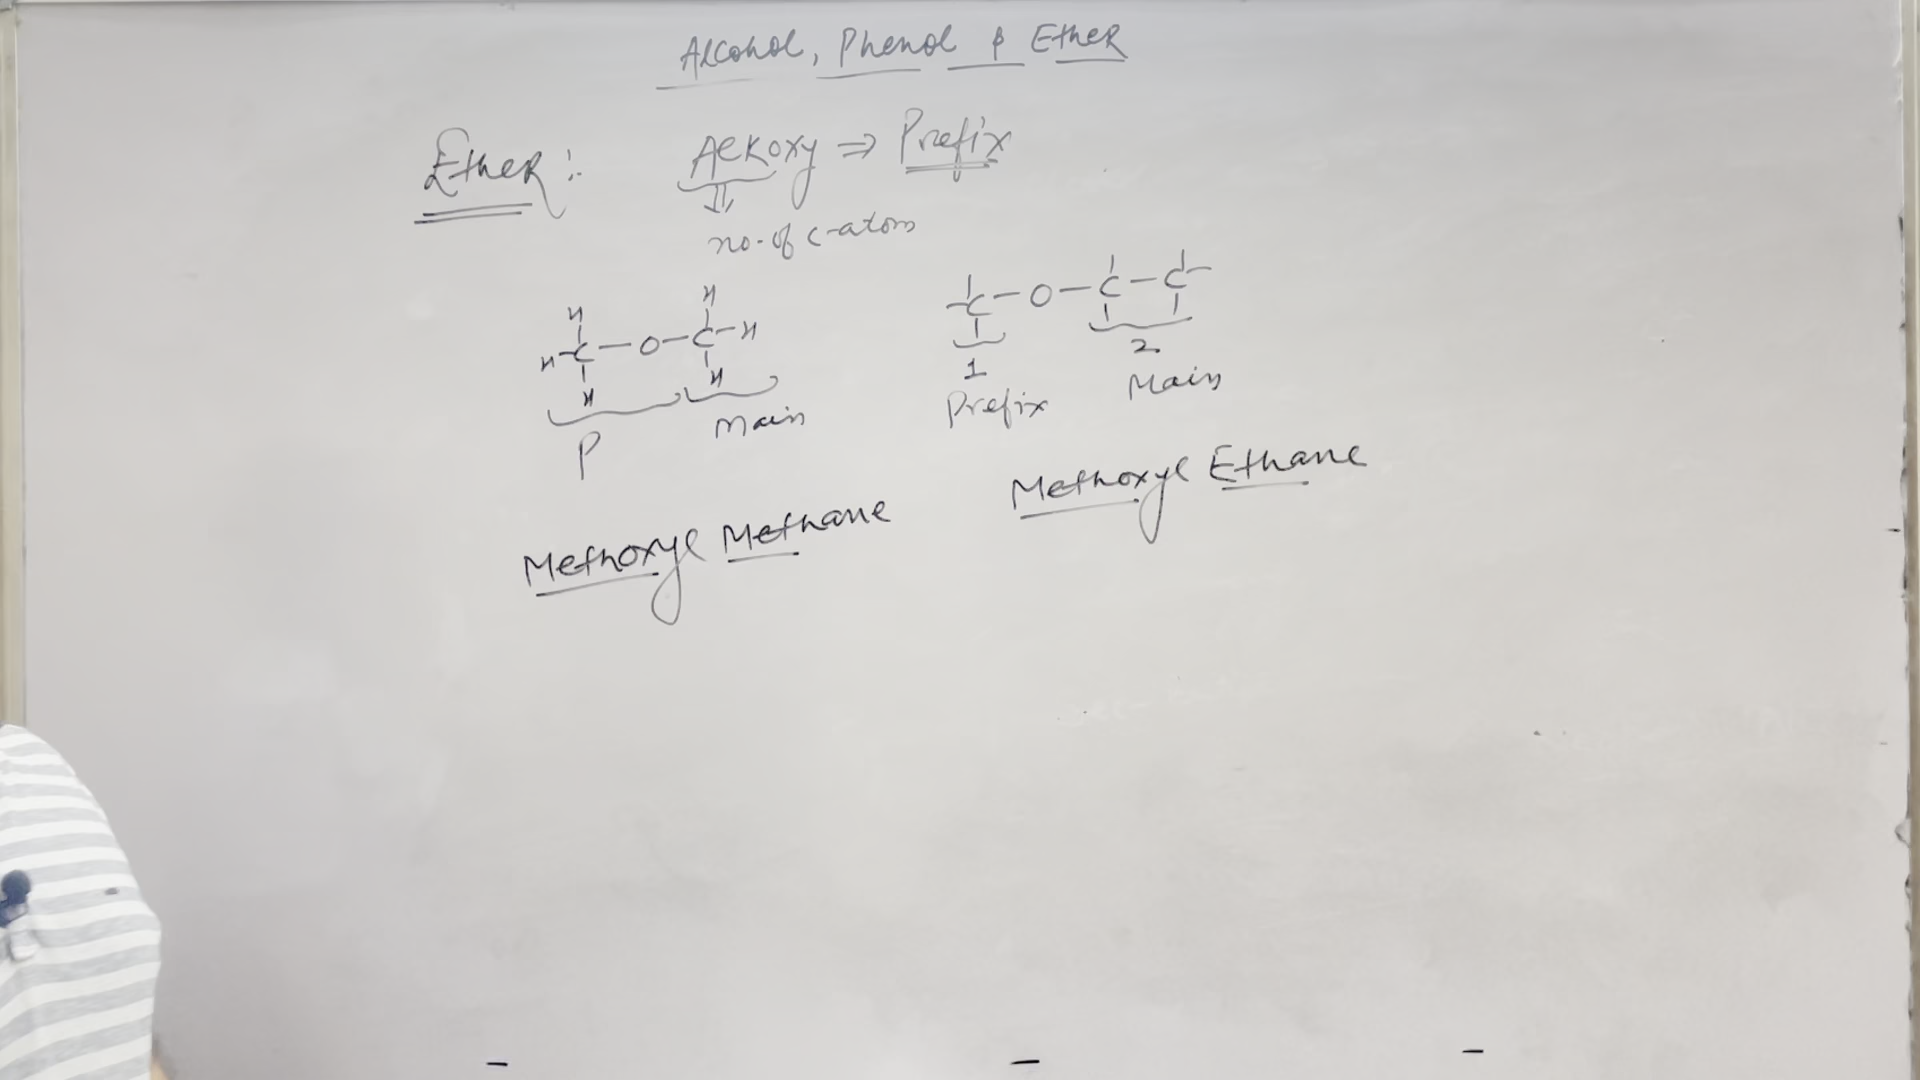 Alcohol, Phenol & Ether
Ether :- Alkoxy ⇒ Prefix
⇓
no. of c-atom
H H
H-C-O-C-H
H H
P Main
-C-O-C-C-
1 2
Prefix Main
Methoxyl Methane
Methoxyl Ethane